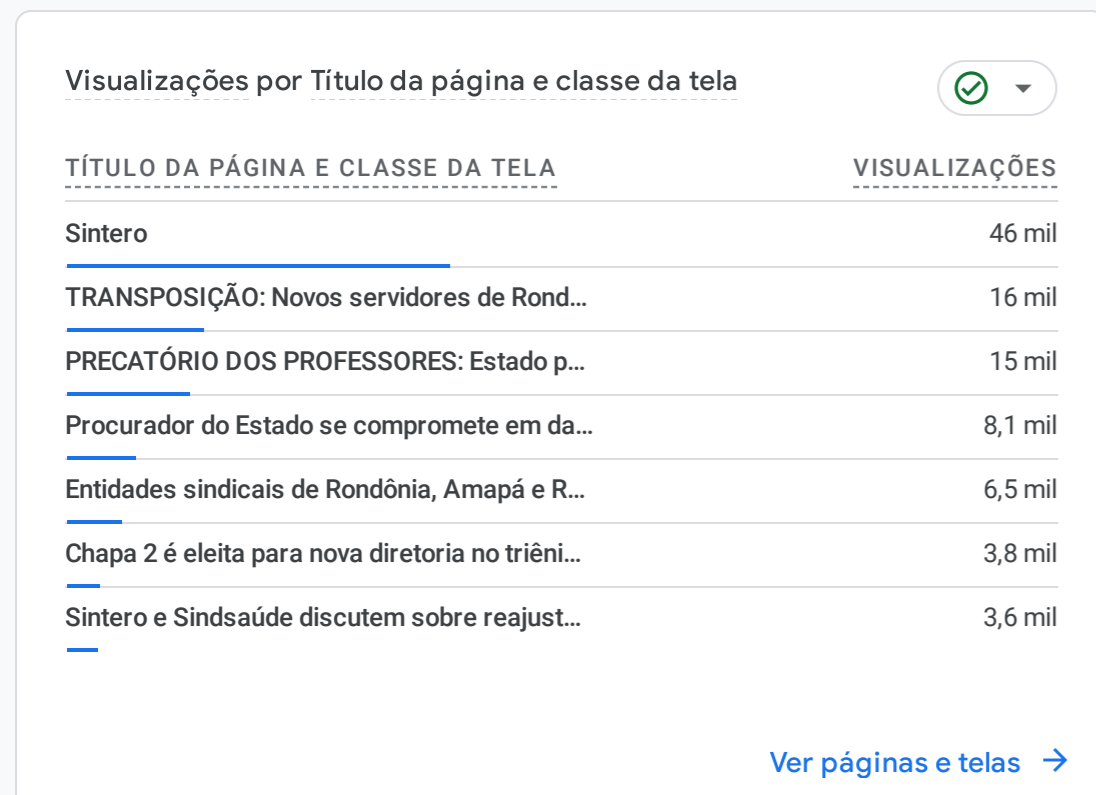 Visualizações por Título da página e classe da tela
TÍTULO DA PÁGINA E CLASSE DA TELA VISUALIZAÇÕES
Sintero 46 mil
TRANSPOSIÇÃO: Novos servidores de Rond... 16 mil
PRECATÓRIO DOS PROFESSORES: Estado p... 15 mil
Procurador do Estado se compromete em da... 8,1 mil
Entidades sindicais de Rondônia, Amapá e R... 6,5 mil
Chapa 2 é eleita para nova diretoria no triêni... 3,8 mil
Sintero e Sindsaúde discutem sobre reajust... 3,6 mil
Ver páginas e telas